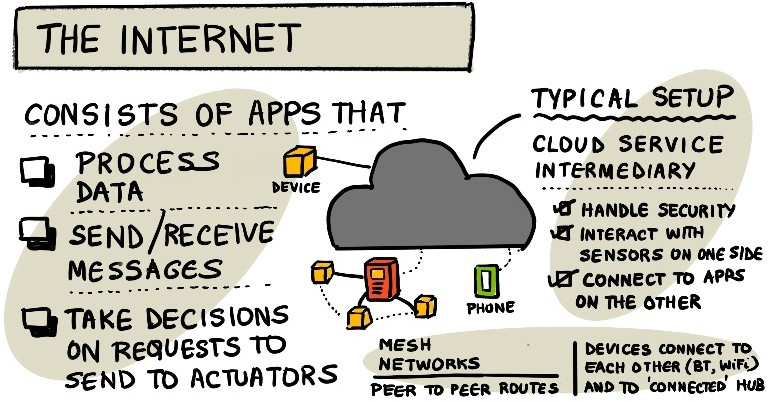 THE INTERNET
CONSISTS OF APPS THAT
PROCESS
DATA
SEND/RECEIVE
MESSAGES
TAKE DECISIONS
ON REQUESTS TO
SEND TO ACTUATORS
DEVICE
PHONE
TYPICAL SETUP
CLOUD SERVICE
INTERMEDIARY
HANDLE SECURITY
INTERACT WITH
SENSORS ON ONE SIDE
CONNECT TO APPS
ON THE OTHER
MESH
NETWORKS
PEER TO PEER ROUTES
DEVICES CONNECT TO
EACH OTHER (BT, WiFi)
AND TO 'CONNECTED' HUB